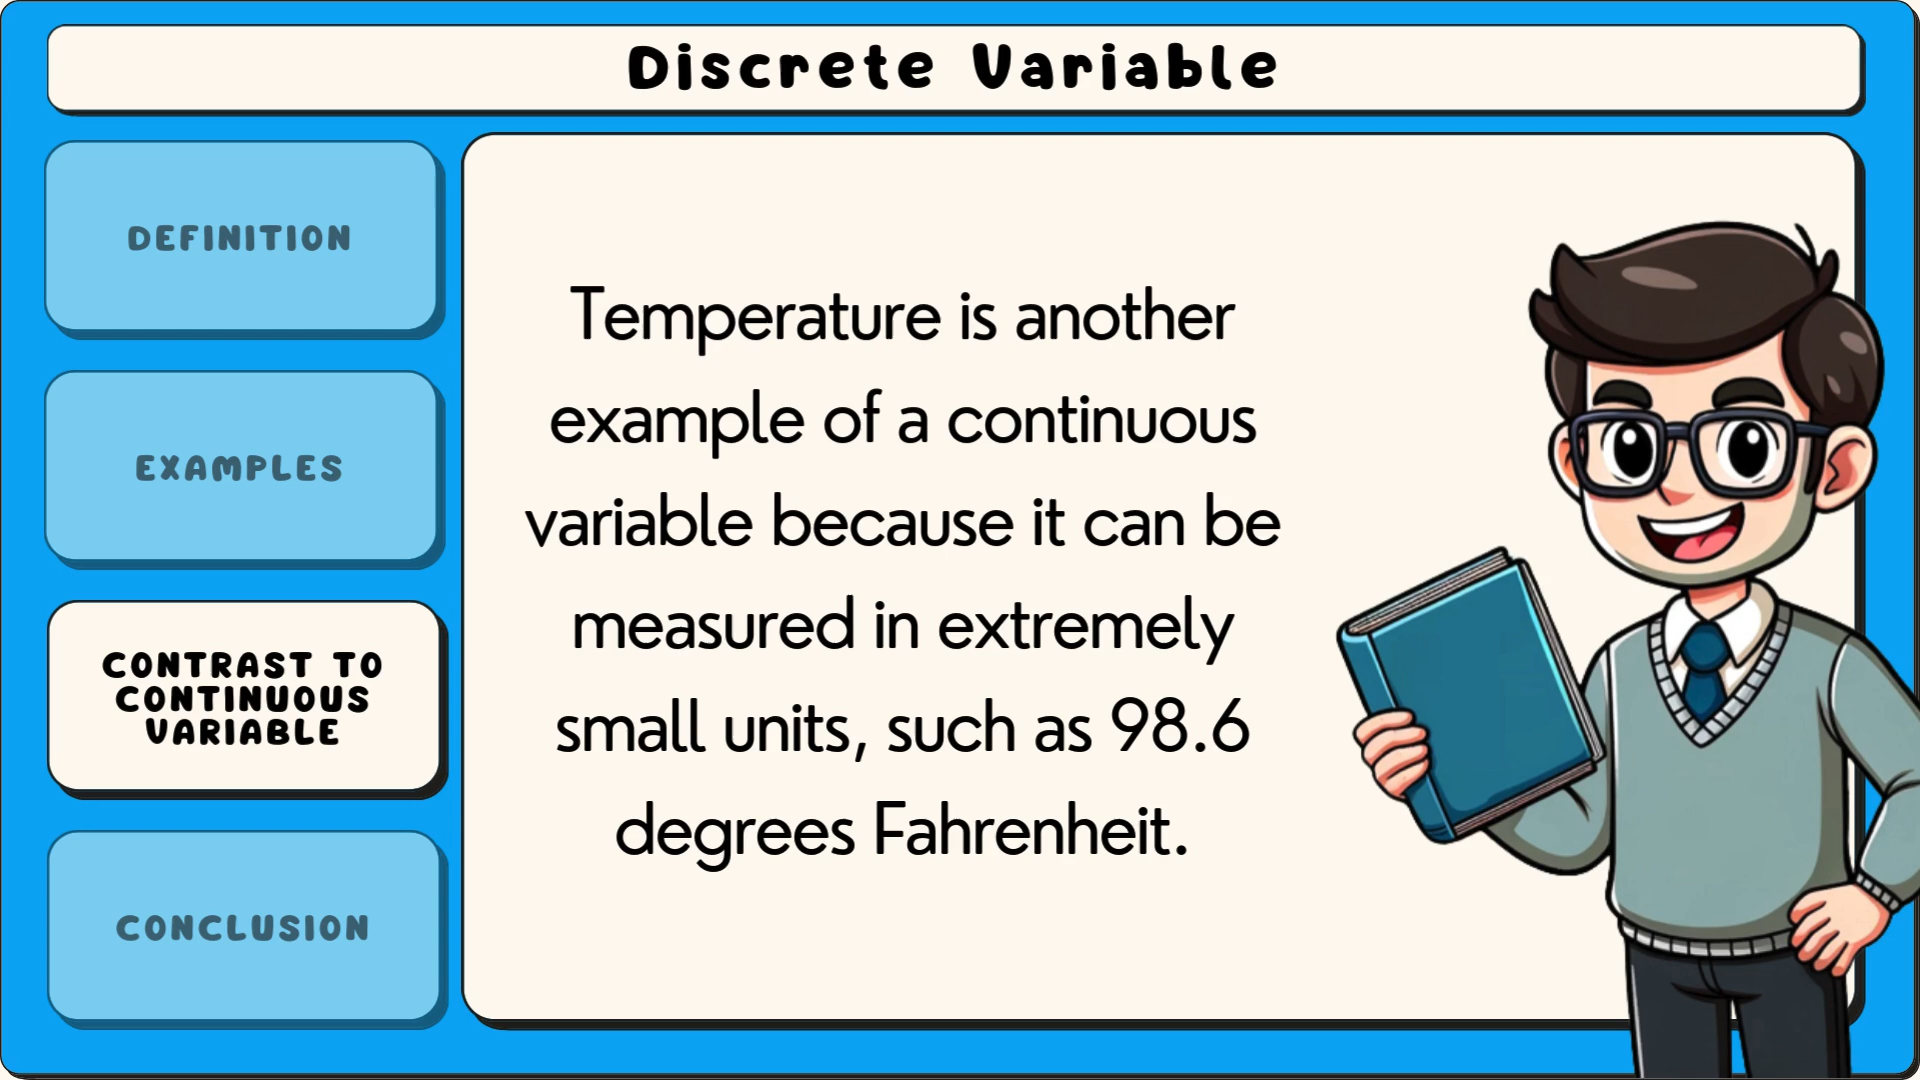 Discrete Variable
DEFINITION
EXAMPLES
CONTRAST TO
CONTINUOUS
VARIABLE
CONCLUSION
Temperature is another
example of a continuous
variable because it can be
measured in extremely
small units, such as 98.6
degrees Fahrenheit.